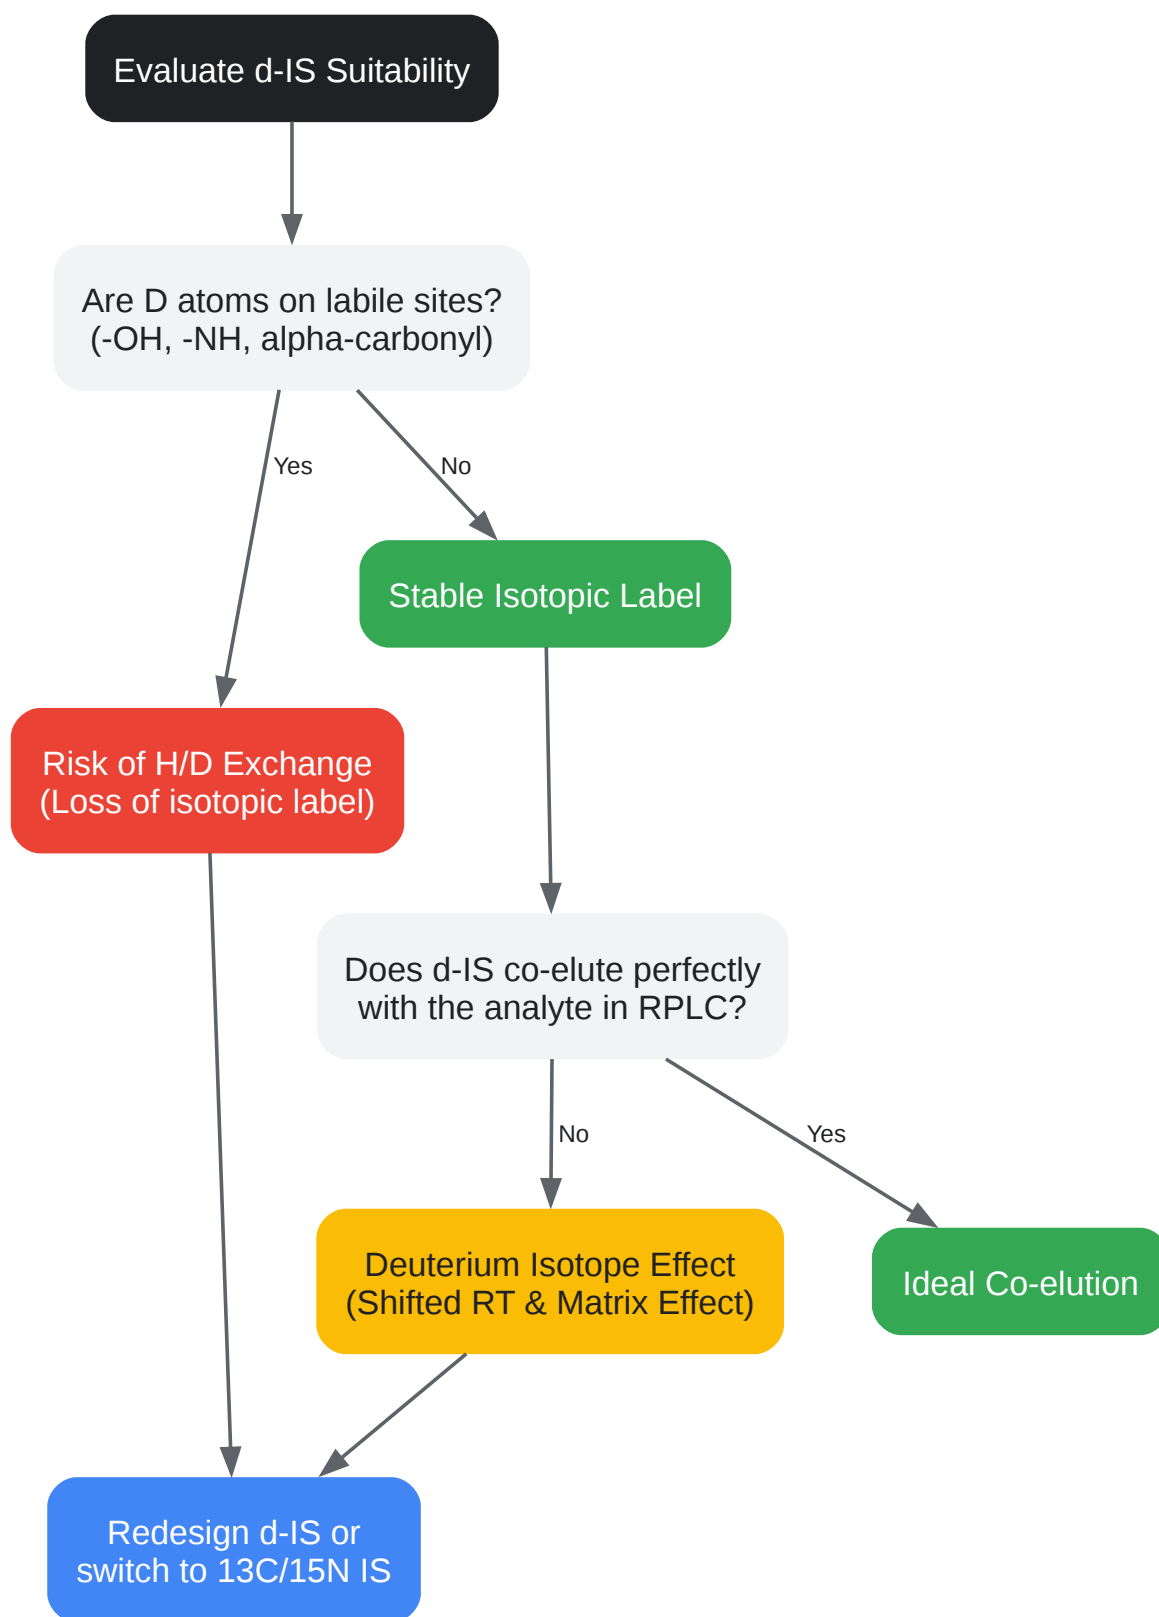 Evaluate d-IS Suitability
Are D atoms on labile sites?
(-OH, -NH, alpha-carbonyl)
Yes
No
Stable Isotopic Label
Risk of H/D Exchange
(Loss of isotopic label)
Does d-IS co-elute perfectly
with the analyte in RPLC?
No
Yes
Deuterium Isotope Effect
(Shifted RT & Matrix Effect)
Ideal Co-elution
Redesign d-IS or
switch to 13C/15N IS